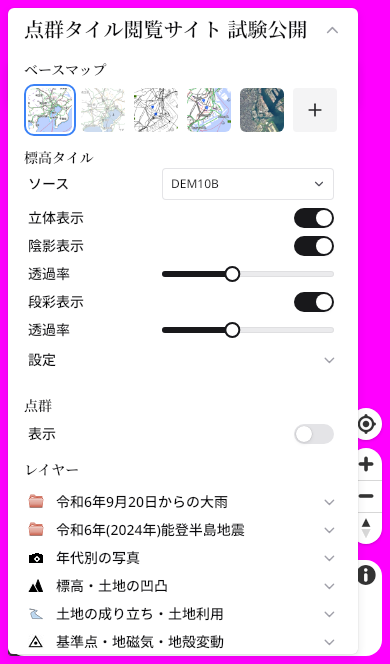 点群タイル閲覧サイト 試験公開
ベースマップ
標高タイル
ソース
DEM10B
立体表示
陰影表示
透過率
段彩表示
透過率
設定
点群
表示
レイヤー
令和6年9月20日からの大雨
令和6年(2024年)能登半島地震
年代別の写真
標高・土地の凹凸
土地の成り立ち・土地利用
基準点・地磁気・地殻変動